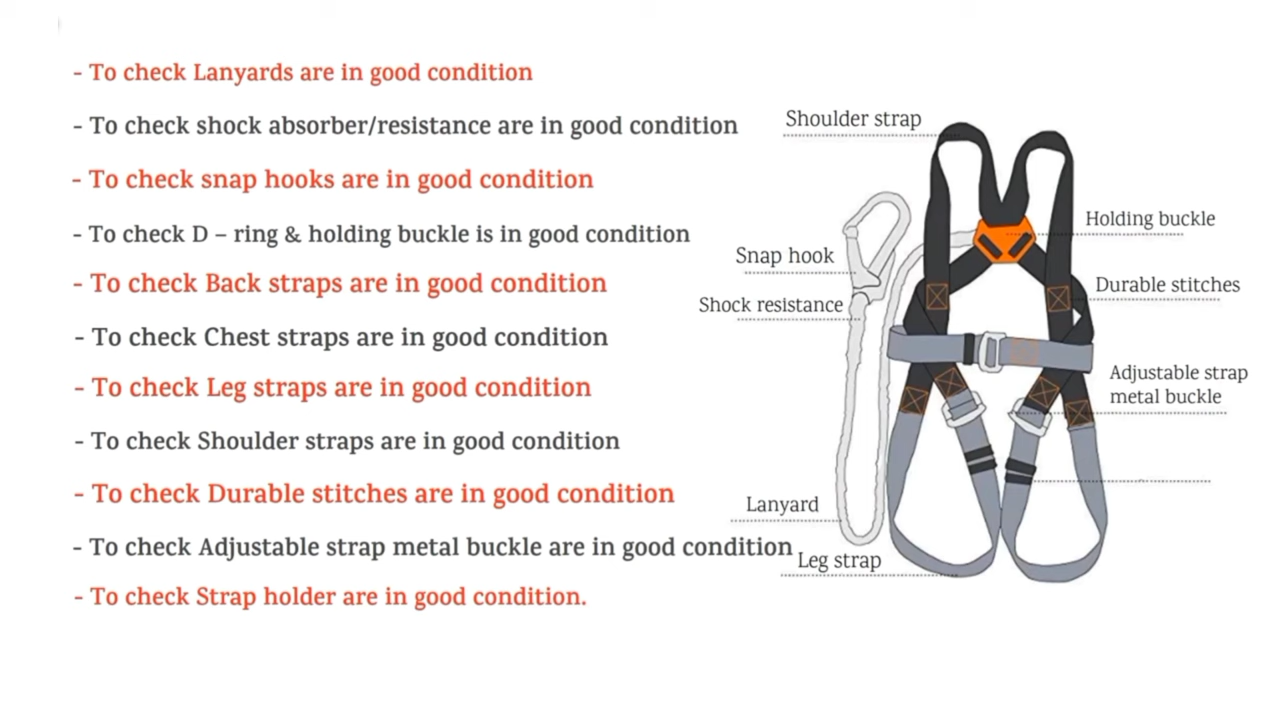 - To check Lanyards are in good condition
- To check shock absorber/resistance are in good condition
- To check snap hooks are in good condition
- To check D – ring & holding buckle is in good condition
- To check Back straps are in good condition
- To check Chest straps are in good condition
- To check Leg straps are in good condition
- To check Shoulder straps are in good condition
- To check Durable stitches are in good condition
- To check Adjustable strap metal buckle are in good condition
- To check Strap holder are in good condition.
Shoulder strap
Holding buckle
Snap hook
Durable stitches
Shock resistance
Adjustable strap
metal buckle
Lanyard
Leg strap